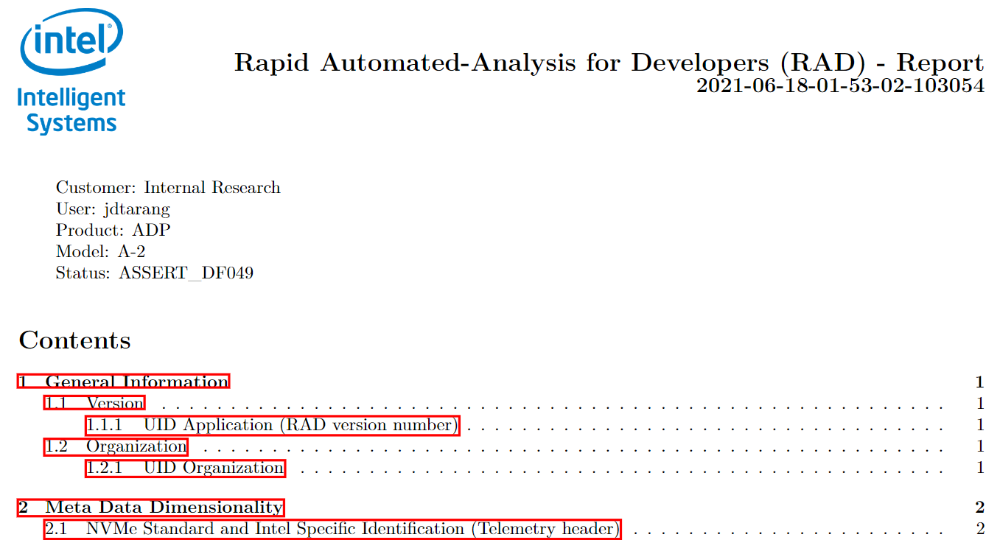 intel®
Intelligent
Systems
Rapid Automated-Analysis for Developers (RAD) - Report
2021-06-18-01-53-02-103054
Customer: Internal Research
User: jdtarang
Product: ADP
Model: A-2
Status: ASSERT_DF049
Contents
1 General Information 1
1.1 Version . . . . . . . . . . . . . . . . . . . . . . . . . . . . . . . . . . . . . . . . . . . . . . . . . . . . . . . . . 1
1.1.1 UID Application (RAD version number) . . . . . . . . . . . . . . . . . . . . . . . . . . . . . . . . . . . 1
1.2 Organization . . . . . . . . . . . . . . . . . . . . . . . . . . . . . . . . . . . . . . . . . . . . . . . . . . . . . . 1
1.2.1 UID Organization . . . . . . . . . . . . . . . . . . . . . . . . . . . . . . . . . . . . . . . . . . . . . . . 1
2 Meta Data Dimensionality 2
2.1 NVMe Standard and Intel Specific Identification (Telemetry header) . . . . . . . . . . . . . . . . . . . . . . . 2